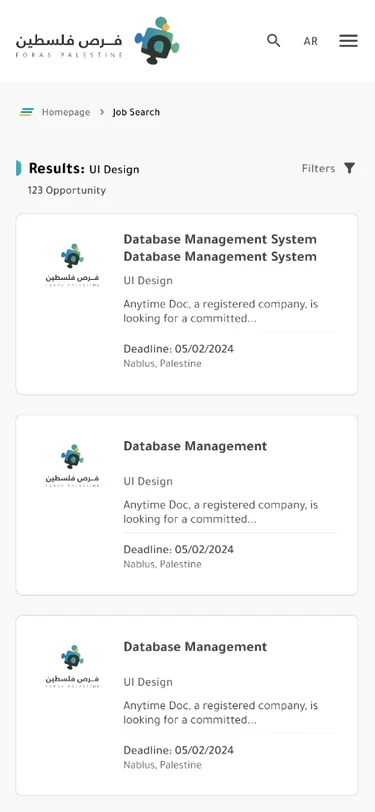 فـرص فلسطين
FORAS PALESTINE
AR
Homepage > Job Search
Results: UI Design
Filters
123 Opportunity
فـرص فلسطين
FORAS PALESTINE
Database Management System
Database Management System
UI Design
Anytime Doc, a registered company, is
looking for a committed...
Deadline: 05/02/2024
Nablus, Palestine
فـرص فلسطين
FORAS PALESTINE
Database Management
UI Design
Anytime Doc, a registered company, is
looking for a committed...
Deadline: 05/02/2024
Nablus, Palestine
فـرص فلسطين
FORAS PALESTINE
Database Management
UI Design
Anytime Doc, a registered company, is
looking for a committed...
Deadline: 05/02/2024
Nablus, Palestine